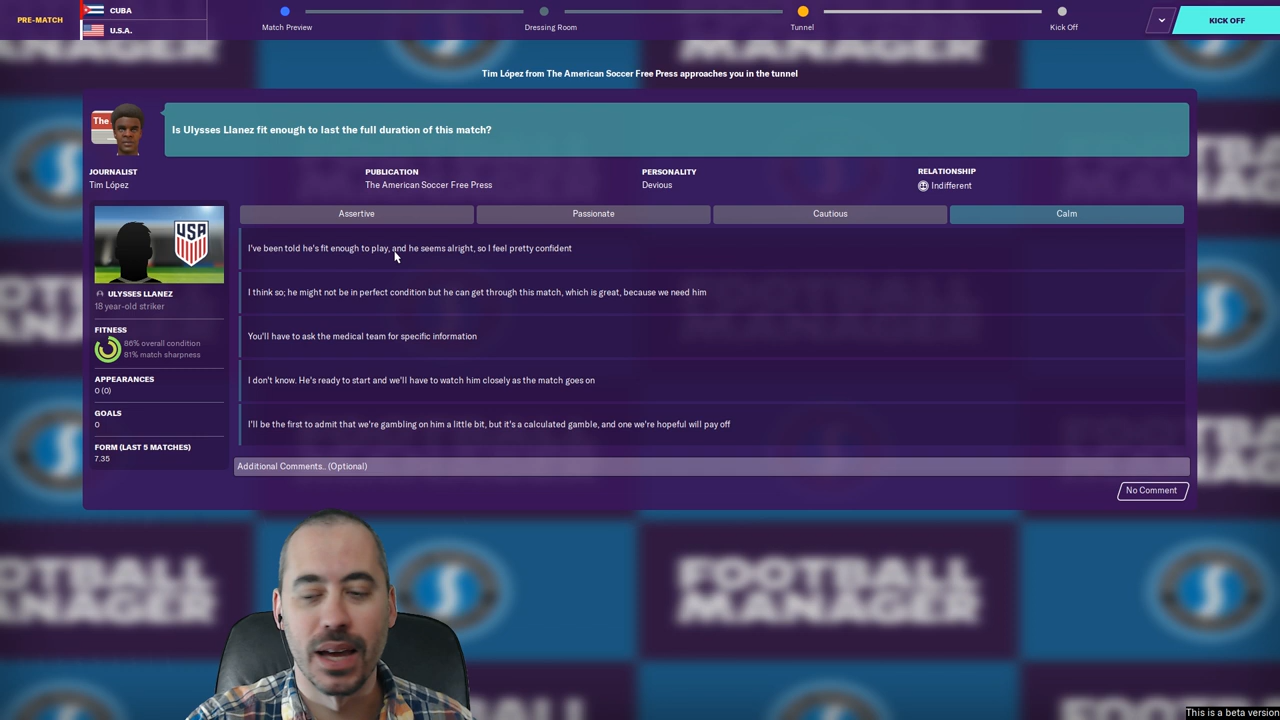 PRE-MATCH
CUBA
U.S.A.
Match Preview
Dressing Room
Tunnel
Kick Off
KICK OFF
Tim López from The American Soccer Free Press approaches you in the tunnel
The
Is Ulysses Llanez fit enough to last the full duration of this match?
JOURNALIST
Tim López
PUBLICATION
The American Soccer Free Press
PERSONALITY
Devious
RELATIONSHIP
Indifferent
USA
ULYSSES LLANEZ
18 year-old striker
FITNESS
86% overall condition
81% match sharpness
APPEARANCES
0 (0)
GOALS
0
FORM (LAST 5 MATCHES)
7.35
Assertive
Passionate
Cautious
Calm
I've been told he's fit enough to play, and he seems alright, so I feel pretty confident
I think so; he might not be in perfect condition but he can get through this match, which is great, because we need him
You'll have to ask the medical team for specific information
I don't know. He's ready to start and we'll have to watch him closely as the match goes on
I'll be the first to admit that we're gambling on him a little bit, but it's a calculated gamble, and one we're hopeful will pay off
Additional Comments.. (Optional)
No Comment
FOOTBALL
MANAGER
This is a beta version